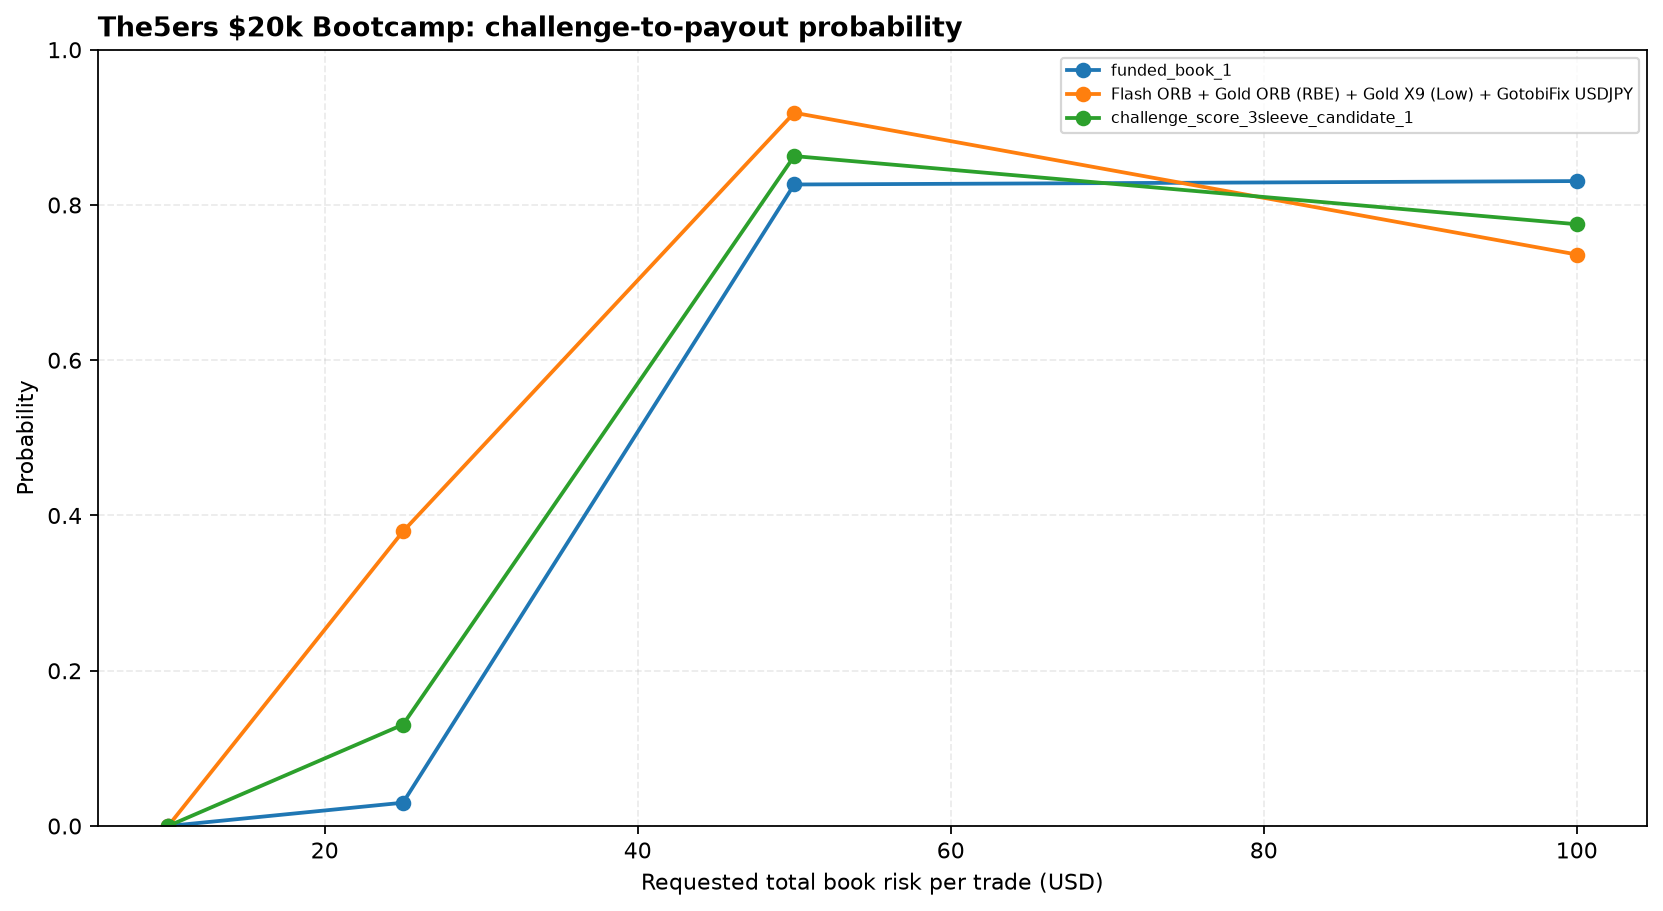 The5ers $20k Bootcamp: challenge-to-payout probability
funded_book_1
Flash ORB + Gold ORB (RBE) + Gold X9 (Low) + GotobiFix USDJPY
challenge_score_3sleeve_candidate_1
Probability
1.0
0.8
0.6
0.4
0.2
0.0
20 40 60 80 100
Requested total book risk per trade (USD)